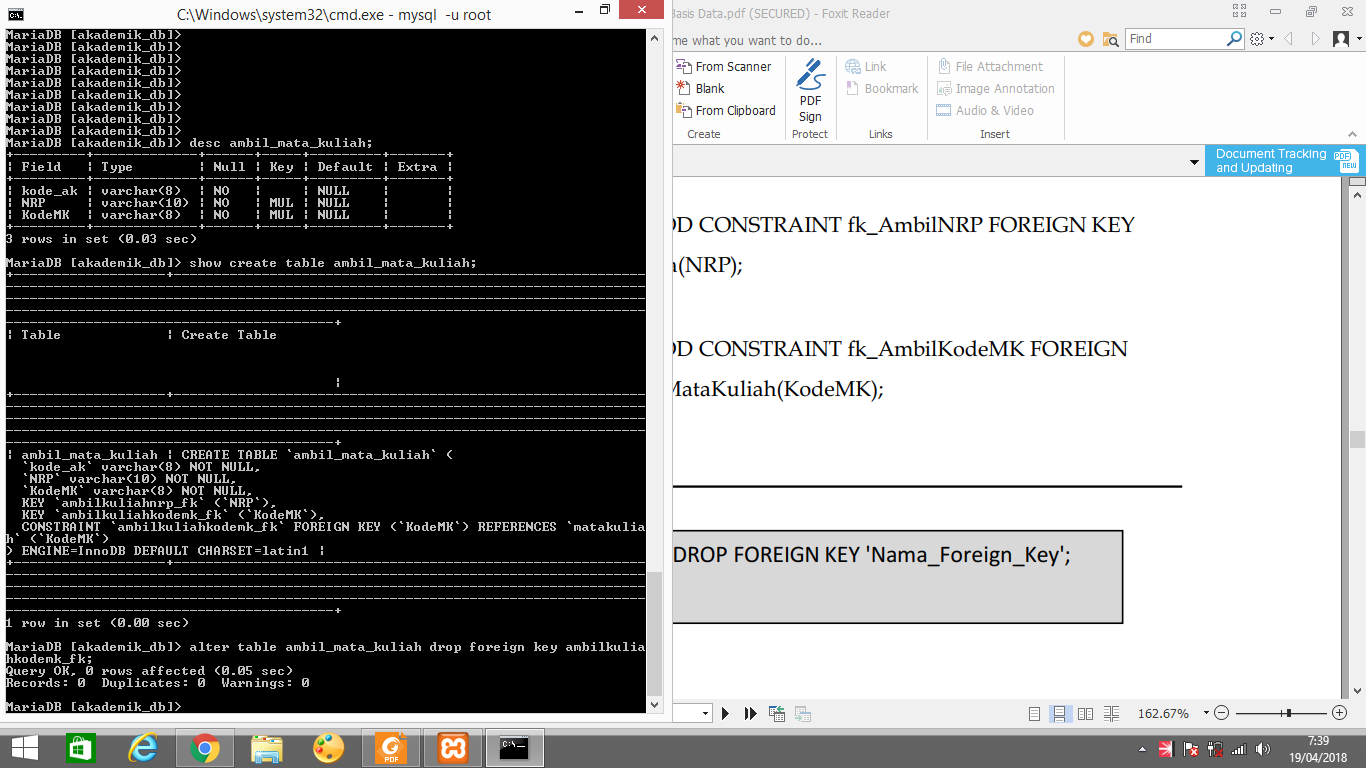 C:\Windows\system32\cmd.exe - mysql  -u root
MariaDB [akademik_db]>
MariaDB [akademik_db]>
MariaDB [akademik_db]>
MariaDB [akademik_db]>
MariaDB [akademik_db]>
MariaDB [akademik_db]>
MariaDB [akademik_db]>
MariaDB [akademik_db]>
MariaDB [akademik_db]>
MariaDB [akademik_db]> desc ambil_mata_kuliah;
| Field | Type | Null | Key | Default | Extra |
| kode_ak | varchar(8) | NO | | NULL | |
| NRP | varchar(10) | NO | MUL | NULL | |
| KodeMK | varchar(8) | NO | MUL | NULL | |
3 rows in set (0.03 sec)
MariaDB [akademik_db]> show create table ambil_mata_kuliah;
| Table | Create Table
|
| ambil_mata_kuliah | CREATE TABLE `ambil_mata_kuliah` (
`kode_ak` varchar(8) NOT NULL,
`NRP` varchar(10) NOT NULL,
`KodeMK` varchar(8) NOT NULL,
KEY `ambilkuliahnrp_fk` (`NRP`),
KEY `ambilkuliahkodemk_fk` (`KodeMK`),
CONSTRAINT `ambilkuliahkodemk_fk` FOREIGN KEY (`KodeMK`) REFERENCES `matakulia
h` (`KodeMK`)
) ENGINE=InnoDB DEFAULT CHARSET=latin1 |
1 row in set (0.00 sec)
MariaDB [akademik_db]> alter table ambil_mata_kuliah drop foreign key ambilkulia
hkodemk_fk;
Query OK, 0 rows affected (0.05 sec)
Records: 0  Duplicates: 0  Warnings: 0
MariaDB [akademik_db]>
Basis Data.pdf (SECURED) - Foxit Reader
me what you want to do...
Find
From Scanner
Blank
From Clipboard
Create
PDF
Sign
Protect
Link
Bookmark
Links
File Attachment
Image Annotation
Audio & Video
Insert
Document Tracking
and Updating
PDF
NEW
DD CONSTRAINT fk_AmbilNRP FOREIGN KEY
a(NRP);
DD CONSTRAINT fk_AmbilKodeMK FOREIGN
MataKuliah(KodeMK);
DROP FOREIGN KEY 'Nama_Foreign_Key';
162.67%
PDF
C:\
7:39
19/04/2018